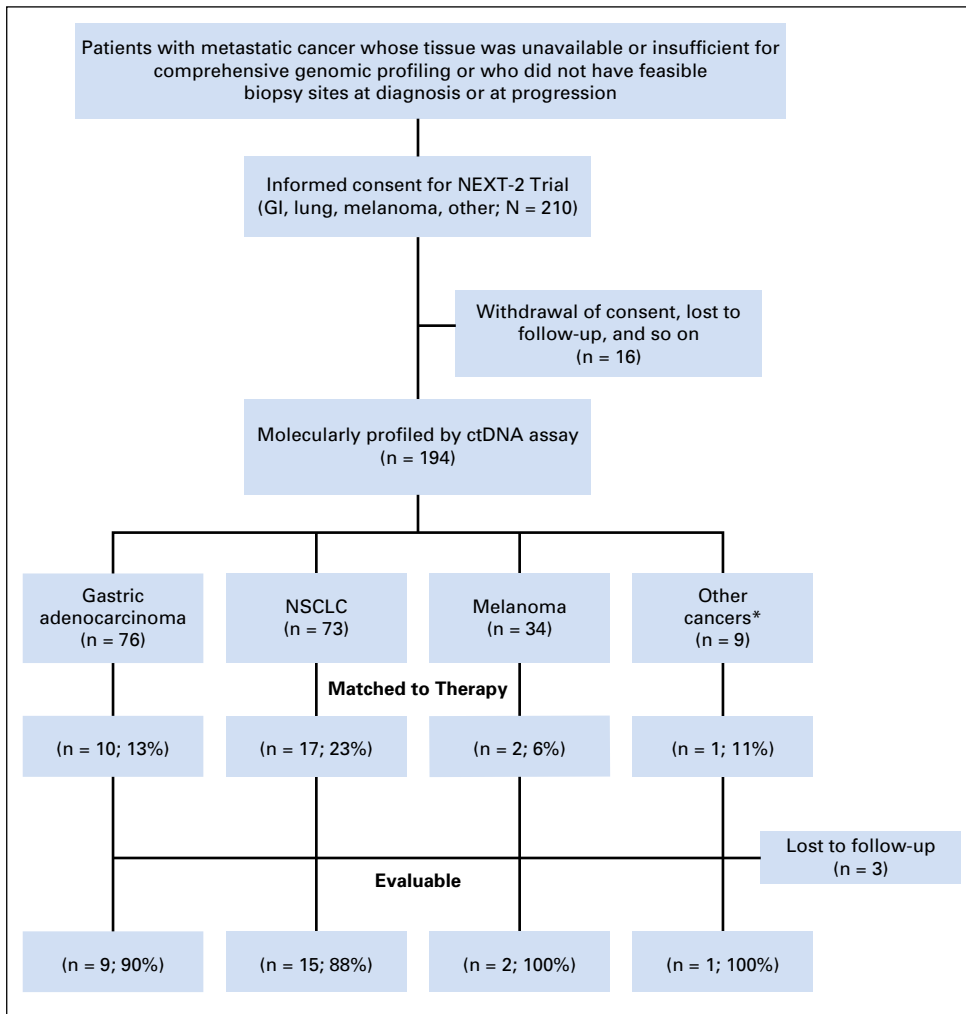 Patients with metastatic cancer whose tissue was unavailable or insufficient for
comprehensive genomic profiling or who did not have feasible
biopsy sites at diagnosis or at progression
Informed consent for NEXT-2 Trial
(GI, lung, melanoma, other; N = 210)
Withdrawal of consent, lost to
follow-up, and so on
(n = 16)
Molecularly profiled by ctDNA assay
(n = 194)
Gastric
adenocarcinoma
(n = 76)
NSCLC
(n = 73)
Melanoma
(n = 34)
Other
cancers*
(n = 9)
Matched to Therapy
(n = 10; 13%)
(n = 17; 23%)
(n = 2; 6%)
(n = 1; 11%)
Lost to follow-up
(n = 3)
Evaluable
(n = 9; 90%)
(n = 15; 88%)
(n = 2; 100%)
(n = 1; 100%)